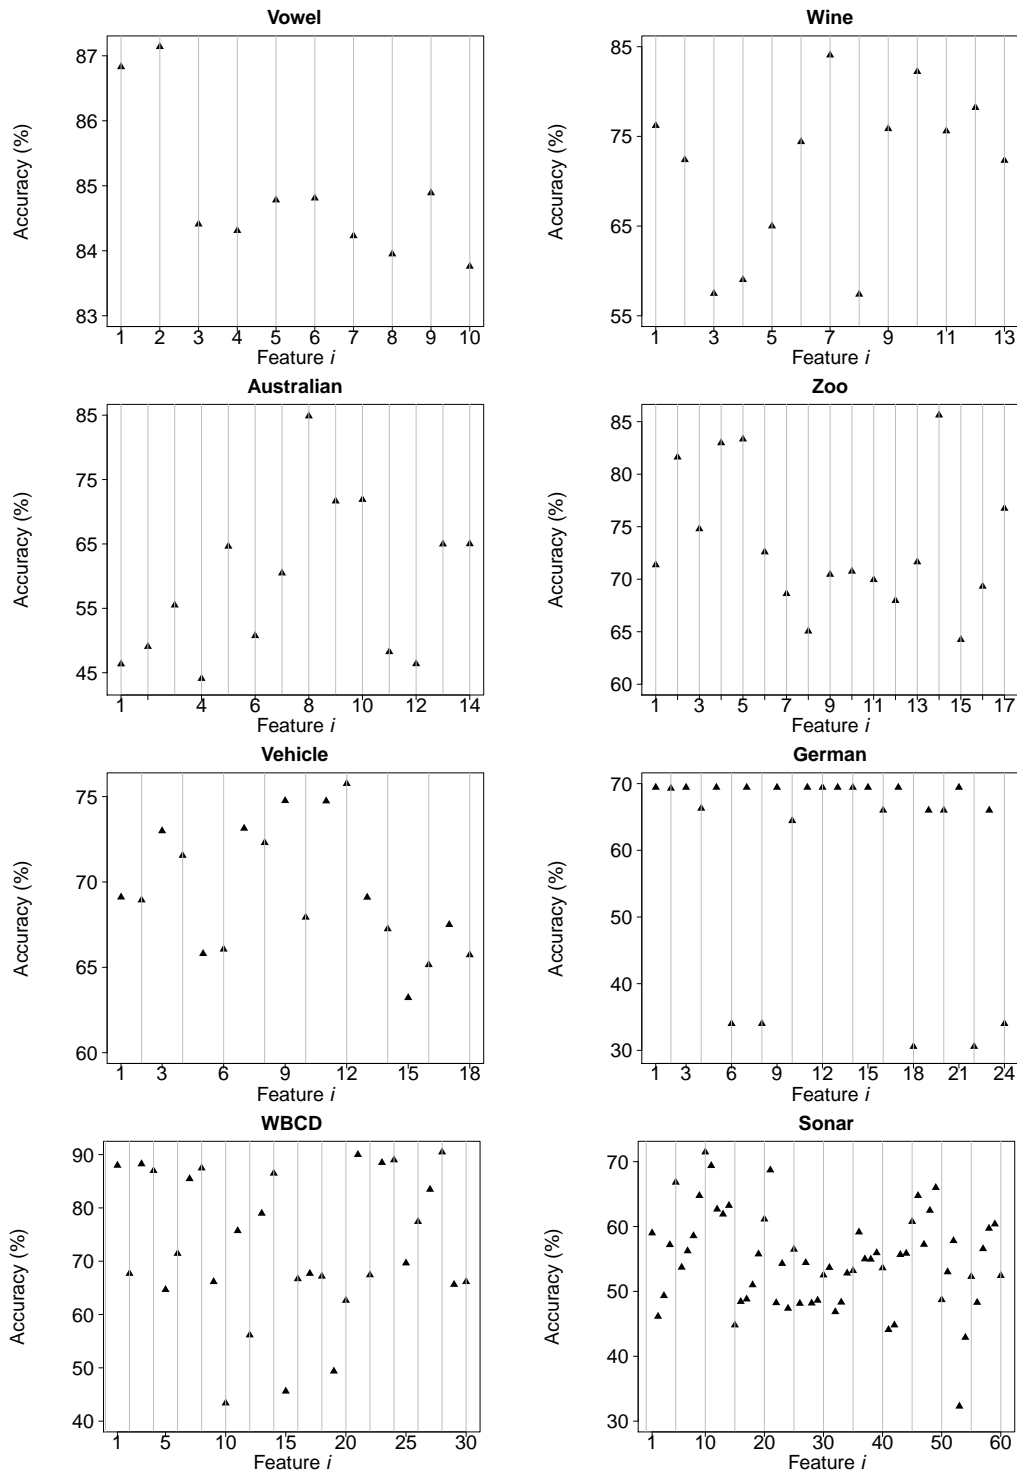 Vowel
Accuracy (%)
87
86
85
84
83
1 2 3 4 5 6 7 8 9 10
Feature i
Wine
Accuracy (%)
85
75
65
55
1 3 5 7 9 11 13
Feature i
Australian
Accuracy (%)
85
75
65
55
45
1 4 6 8 10 12 14
Feature i
Zoo
Accuracy (%)
85
80
75
70
65
60
1 3 5 7 9 11 13 15 17
Feature i
Vehicle
Accuracy (%)
75
70
65
60
1 3 6 9 12 15 18
Feature i
German
Accuracy (%)
70
60
50
40
30
1 3 6 9 12 15 18 21 24
Feature i
WBCD
Accuracy (%)
90
80
70
60
50
40
1 5 10 15 20 25 30
Feature i
Sonar
Accuracy (%)
70
60
50
40
30
1 10 20 30 40 50 60
Feature i